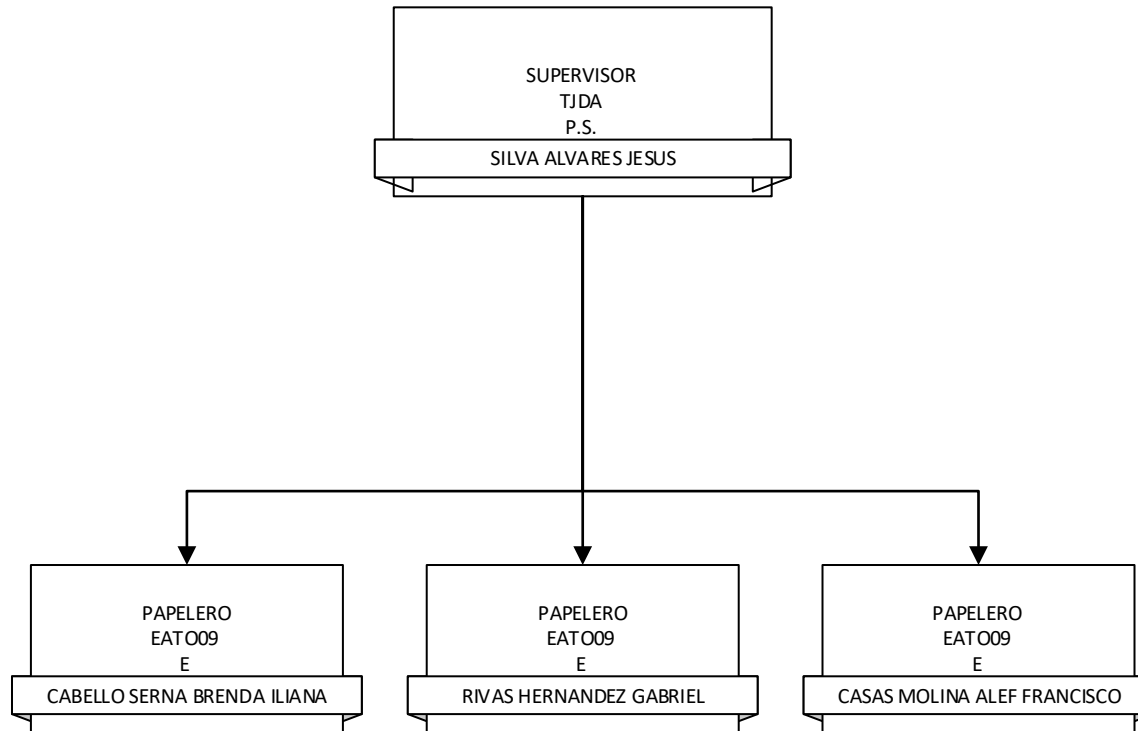 SUPERVISOR
TJDA
P.S.
SILVA ALVARES JESUS
PAPELERO
EATO09
E
CABELLO SERNA BRENDA ILIANA
PAPELERO
EATO09
E
RIVAS HERNANDEZ GABRIEL
PAPELERO
EATO09
E
CASAS MOLINA ALEF FRANCISCO